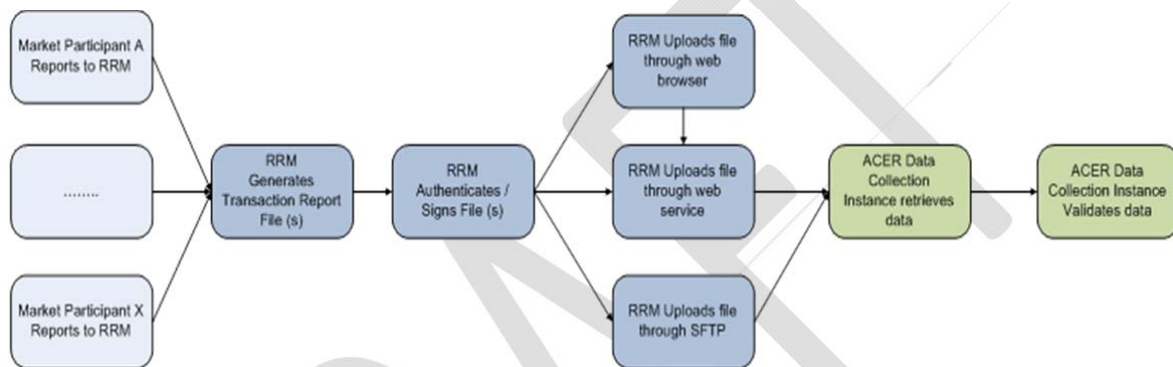 Market Participant A
Reports to RRM
........
Market Participant X
Reports to RRM
RRM
Generates
Transaction Report
File (s)
RRM
Authenticates /
Signs File (s)
RRM Uploads file
through web
browser
RRM Uploads file
through web
service
RRM Uploads file
through SFTP
ACER Data
Collection
Instance retrieves
data
ACER Data
Collection Instance
Validates data